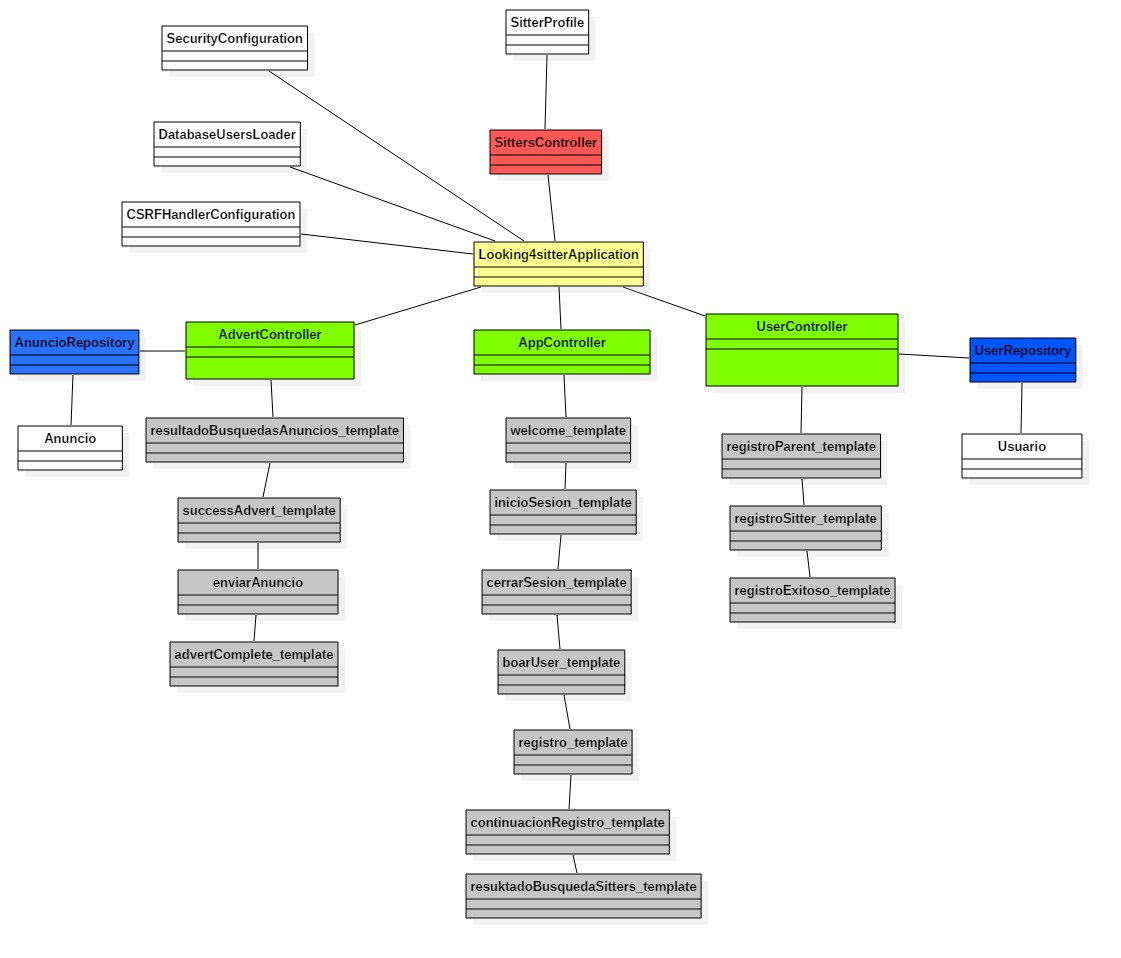 SitterProfile
SecurityConfiguration
DatabaseUsersLoader
SittersController
CSRFHandlerConfiguration
Looking4sitterApplication
AnuncioRepository
AdvertController
AppController
UserController
UserRepository
Anuncio
resultadoBusquedasAnuncios_template
welcome_template
registroParent_template
Usuario
successAdvert_template
inicioSesion_template
registroSitter_template
enviarAnuncio
cerrarSesion_template
registroExitoso_template
advertComplete_template
boarUser_template
registro_template
continuacionRegistro_template
resuktadoBusquedaSitters_template